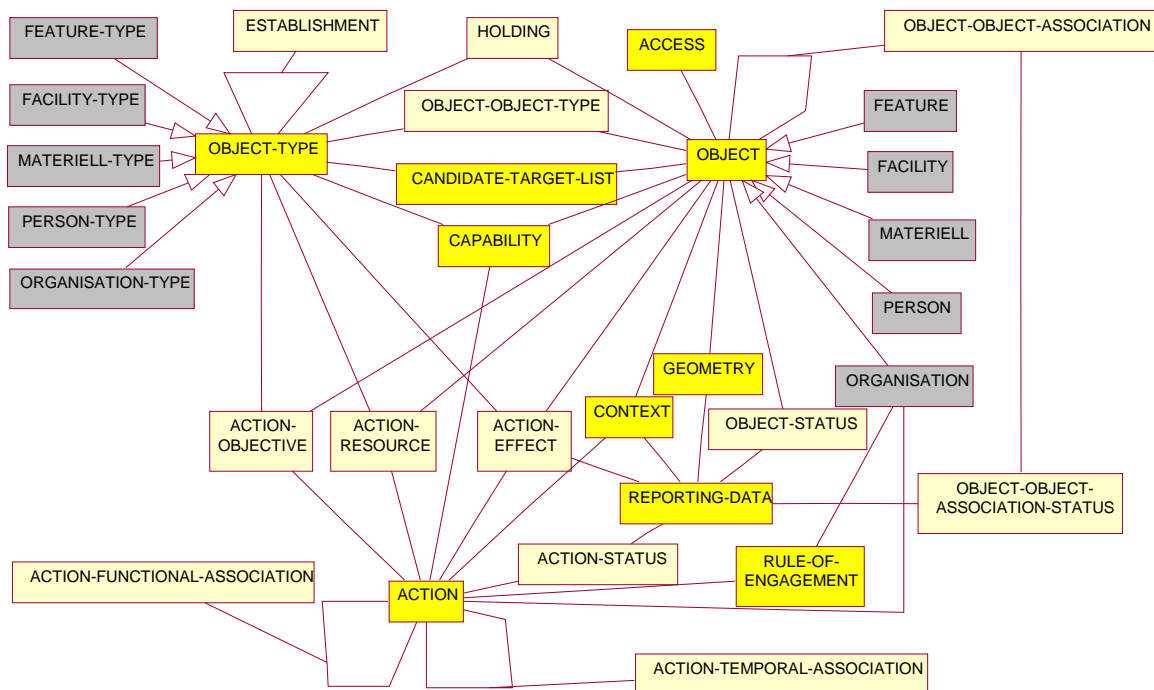 FEATURE-TYPE
ESTABLISHMENT
HOLDING
ACCESS
OBJECT-OBJECT-ASSOCIATION
FACILITY-TYPE
OBJECT-OBJECT-TYPE
FEATURE
MATERIELL-TYPE
OBJECT-TYPE
CANDIDATE-TARGET-LIST
OBJECT
FACILITY
PERSON-TYPE
CAPABILITY
MATERIELL
ORGANISATION-TYPE
PERSON
GEOMETRY
ORGANISATION
ACTION-
OBJECTIVE
ACTION-
RESOURCE
ACTION-
EFFECT
CONTEXT
OBJECT-STATUS
REPORTING-DATA
OBJECT-OBJECT-
ASSOCIATION-STATUS
ACTION-STATUS
RULE-OF-
ENGAGEMENT
ACTION-FUNCTIONAL-ASSOCIATION
ACTION
ACTION-TEMPORAL-ASSOCIATION